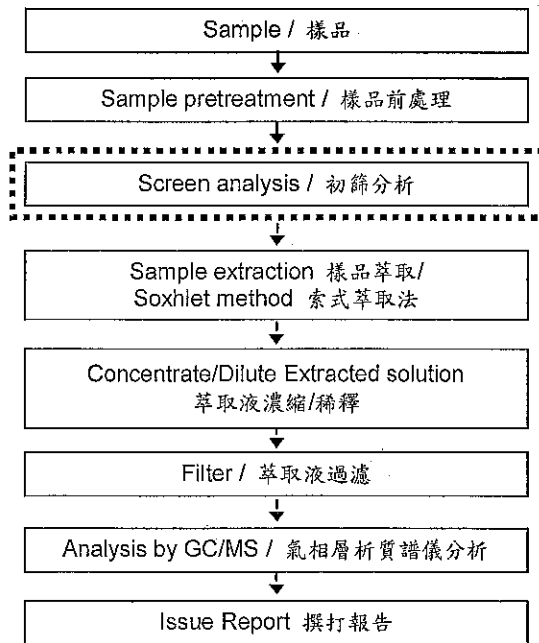 Sample / 樣品
Sample pretreatment / 樣品前處理
Screen analysis / 初篩分析
Sample extraction 樣品萃取/
Soxhlet method 索式萃取法
Concentrate/Dilute Extracted solution
萃取液濃縮/稀釋
Filter / 萃取液過濾
Analysis by GC/MS / 氣相層析質譜儀分析
Issue Report 撰打報告